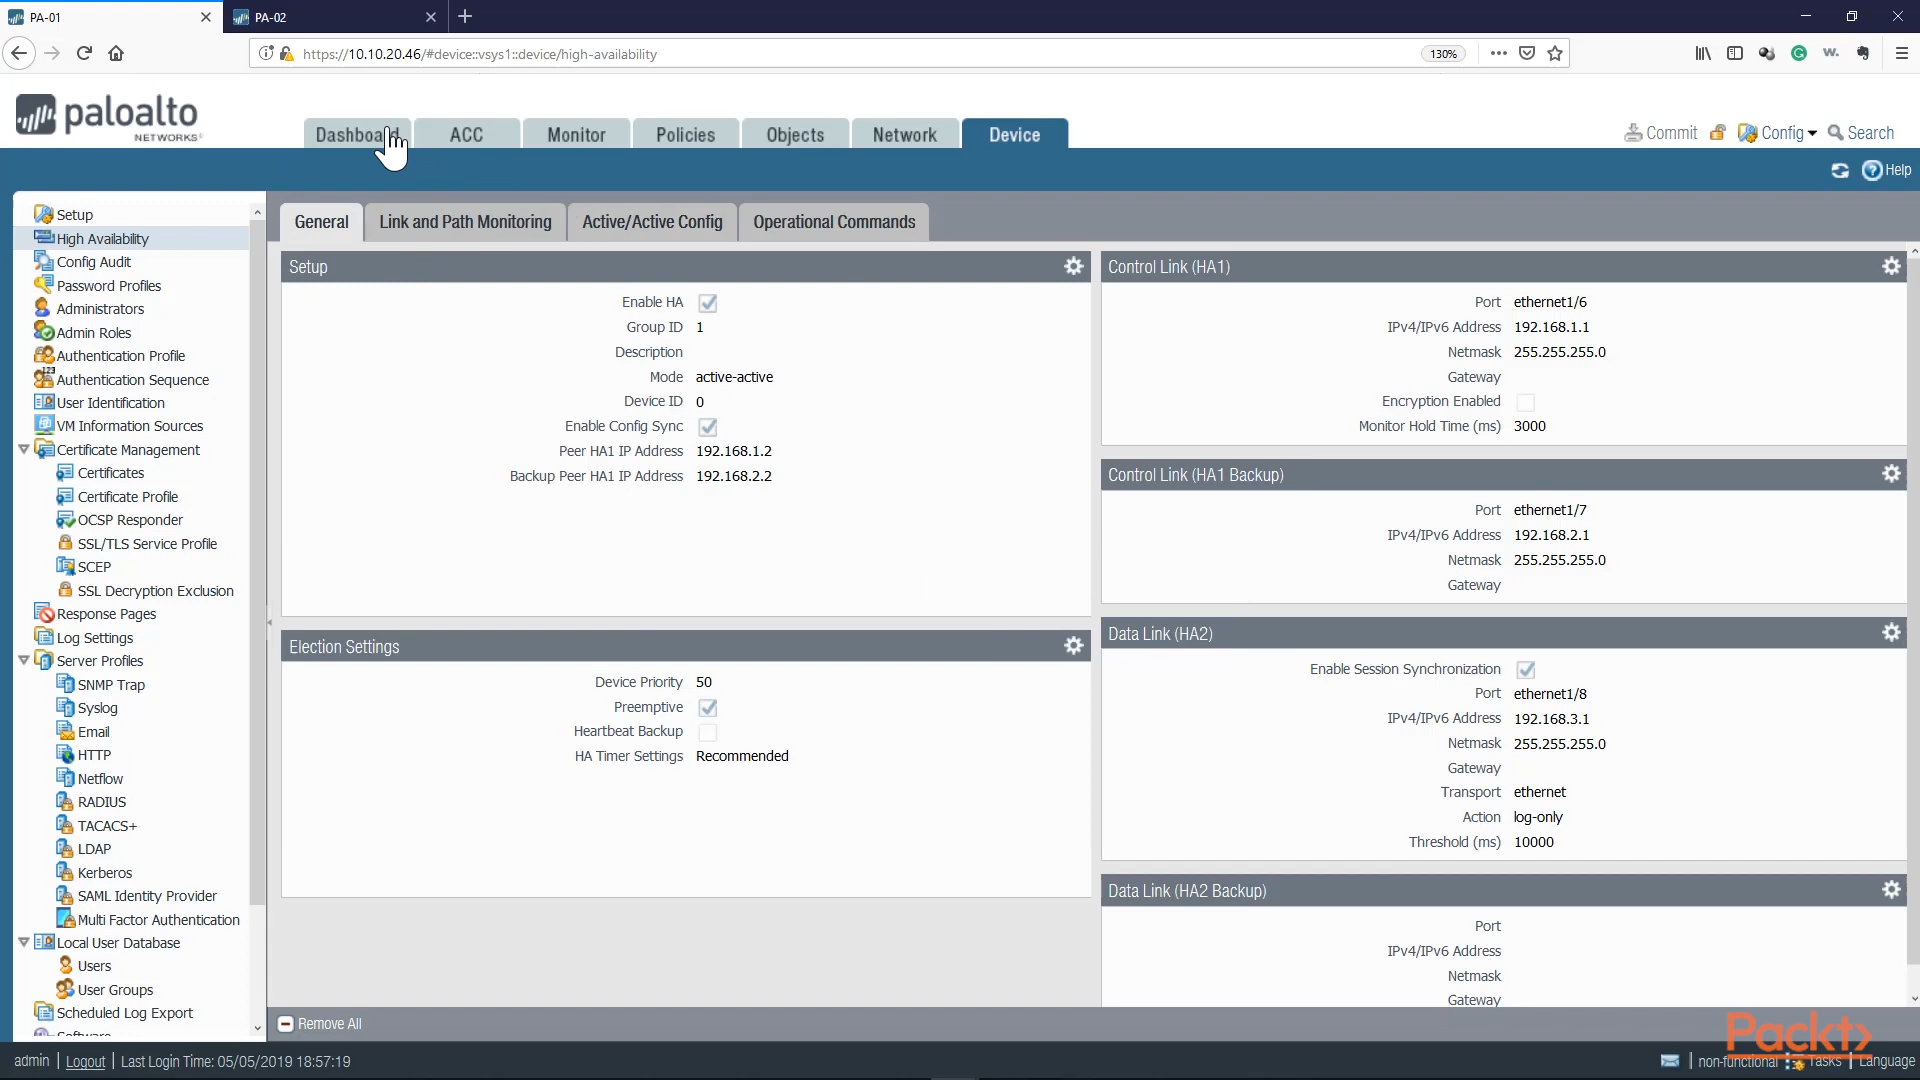 PA-01
PA-02
https://10.10.20.46/#device::vsys1::device/high-availability
130%
paloalto
NETWORKS
Dashboard
ACC
Monitor
Policies
Objects
Network
Device
Commit
Config
Search
Help
Setup
High Availability
Config Audit
Password Profiles
Administrators
Admin Roles
Authentication Profile
Authentication Sequence
User Identification
VM Information Sources
Certificate Management
Certificates
Certificate Profile
OCSP Responder
SSL/TLS Service Profile
SCEP
SSL Decryption Exclusion
Response Pages
Log Settings
Server Profiles
SNMP Trap
Syslog
Email
HTTP
Netflow
RADIUS
TACACS+
LDAP
Kerberos
SAML Identity Provider
Multi Factor Authentication
Local User Database
Users
User Groups
Scheduled Log Export
Software
General
Link and Path Monitoring
Active/Active Config
Operational Commands
Setup
Enable HA
Group ID 1
Description
Mode active-active
Device ID 0
Enable Config Sync
Peer HA1 IP Address 192.168.1.2
Backup Peer HA1 IP Address 192.168.2.2
Election Settings
Device Priority 50
Preemptive
Heartbeat Backup
HA Timer Settings Recommended
Control Link (HA1)
Port ethernet1/6
IPv4/IPv6 Address 192.168.1.1
Netmask 255.255.255.0
Gateway
Encryption Enabled
Monitor Hold Time (ms) 3000
Control Link (HA1 Backup)
Port ethernet1/7
IPv4/IPv6 Address 192.168.2.1
Netmask 255.255.255.0
Gateway
Data Link (HA2)
Enable Session Synchronization
Port ethernet1/8
IPv4/IPv6 Address 192.168.3.1
Netmask 255.255.255.0
Gateway
Transport ethernet
Action log-only
Threshold (ms) 10000
Data Link (HA2 Backup)
Port
IPv4/IPv6 Address
Netmask
Gateway
Remove All
Packt>
admin | Logout | Last Login Time: 05/05/2019 18:57:19
non-functional
Tasks | Language